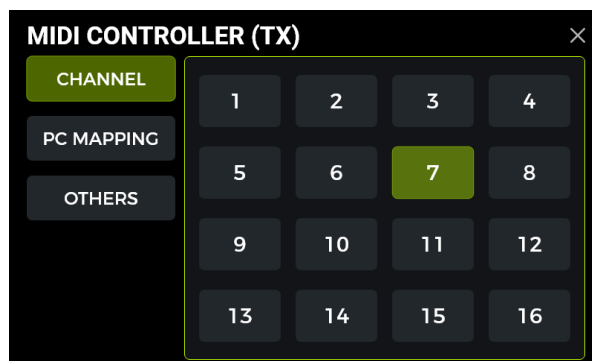 MIDI CONTROLLER (TX)
CHANNEL
PC MAPPING
OTHERS
1 2 3 4
5 6 7 8
9 10 11 12
13 14 15 16